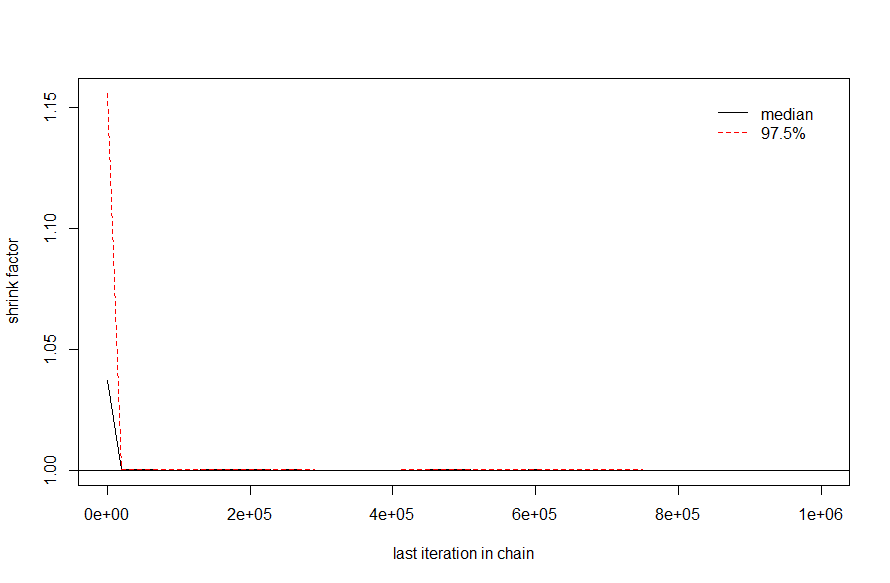 median
97.5%
1.15
1.10
1.05
1.00
shrink factor
0e+00 2e+05 4e+05 6e+05 8e+05 1e+06
last iteration in chain